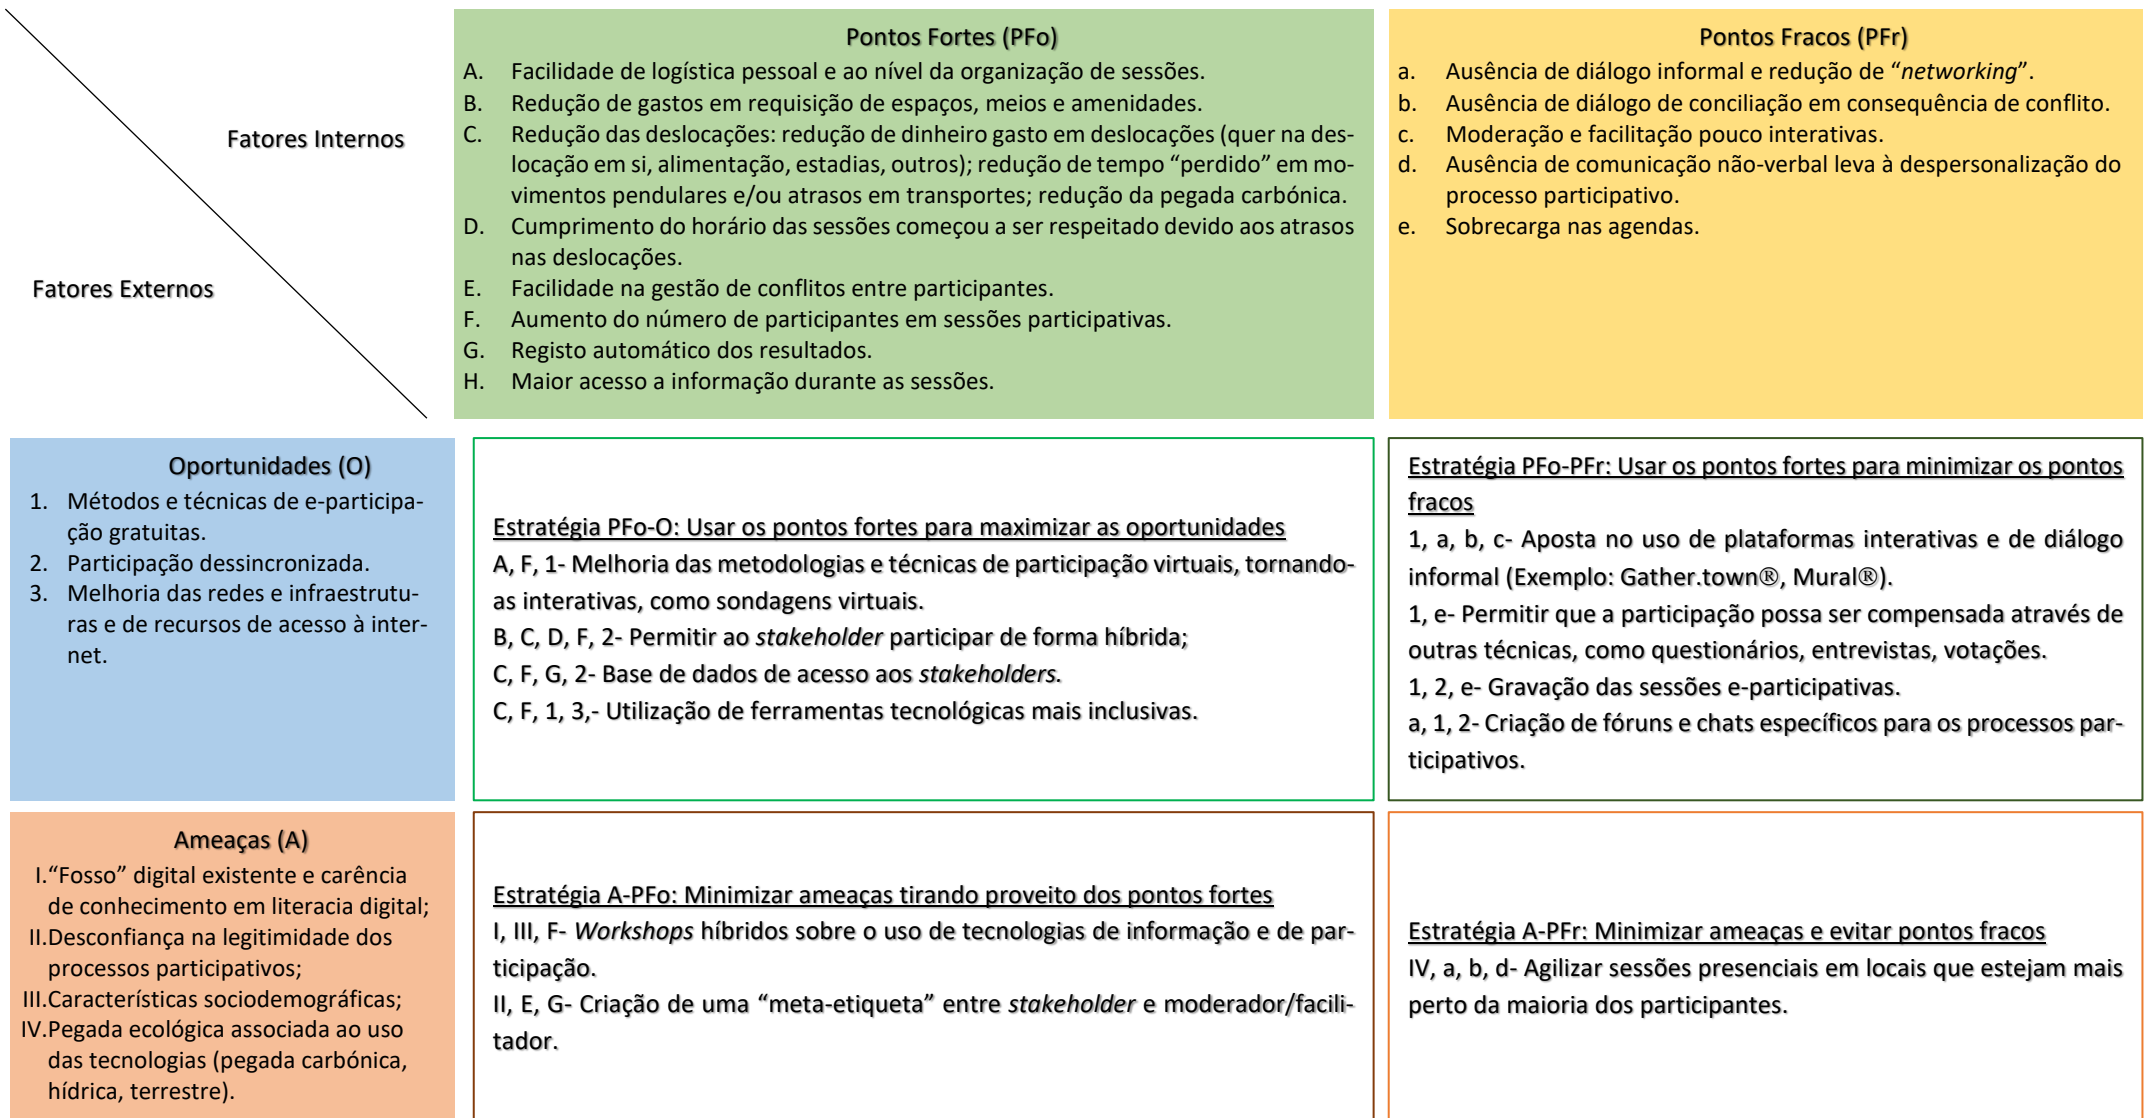 Fatores Internos
Fatores Externos
Pontos Fortes (PFo)
A. Facilidade de logística pessoal e ao nível da organização de sessões.
B. Redução de gastos em requisição de espaços, meios e amenidades.
C. Redução das deslocações: redução de dinheiro gasto em deslocações (quer na des-
locação em si, alimentação, estadias, outros); redução de tempo “perdido” em mo-
vimentos pendulares e/ou atrasos em transportes; redução da pegada carbónica.
D. Cumprimento do horário das sessões começou a ser respeitado devido aos atrasos
nas deslocações.
E. Facilidade na gestão de conflitos entre participantes.
F. Aumento do número de participantes em sessões participativas.
G. Registo automático dos resultados.
H. Maior acesso a informação durante as sessões.
Pontos Fracos (PFr)
a. Ausência de diálogo informal e redução de “networking”.
b. Ausência de diálogo de conciliação em consequência de conflito.
c. Moderação e facilitação pouco interativas.
d. Ausência de comunicação não-verbal leva à despersonalização do
processo participativo.
e. Sobrecarga nas agendas.
Oportunidades (O)
1. Métodos e técnicas de e-participa-
ção gratuitas.
2. Participação dessincronizada.
3. Melhoria das redes e infraestrutu-
ras e de recursos de acesso à inter-
net.
Estratégia PFo-O: Usar os pontos fortes para maximizar as oportunidades
A, F, 1- Melhoria das metodologias e técnicas de participação virtuais, tornando-
as interativas, como sondagens virtuais.
B, C, D, F, 2- Permitir ao stakeholder participar de forma híbrida;
C, F, G, 2- Base de dados de acesso aos stakeholders.
C, F, 1, 3,- Utilização de ferramentas tecnológicas mais inclusivas.
Estratégia PFo-PFr: Usar os pontos fortes para minimizar os pontos
fracos
1, a, b, c- Aposta no uso de plataformas interativas e de diálogo
informal (Exemplo: Gather.town®, Mural®).
1, e- Permitir que a participação possa ser compensada através de
outras técnicas, como questionários, entrevistas, votações.
1, 2, e- Gravação das sessões e-participativas.
a, 1, 2- Criação de fóruns e chats específicos para os processos par-
ticipativos.
Ameaças (A)
I.“Fosso” digital existente e carência
de conhecimento em literacia digital;
II.Desconfiança na legitimidade dos
processos participativos;
III.Características sociodemográficas;
IV.Pegada ecológica associada ao uso
das tecnologias (pegada carbónica,
hídrica, terrestre).
Estratégia A-PFo: Minimizar ameaças tirando proveito dos pontos fortes
I, III, F- Workshops híbridos sobre o uso de tecnologias de informação e de par-
ticipação.
II, E, G- Criação de uma “meta-etiqueta” entre stakeholder e moderador/facili-
tador.
Estratégia A-PFr: Minimizar ameaças e evitar pontos fracos
IV, a, b, d- Agilizar sessões presenciais em locais que estejam mais
perto da maioria dos participantes.